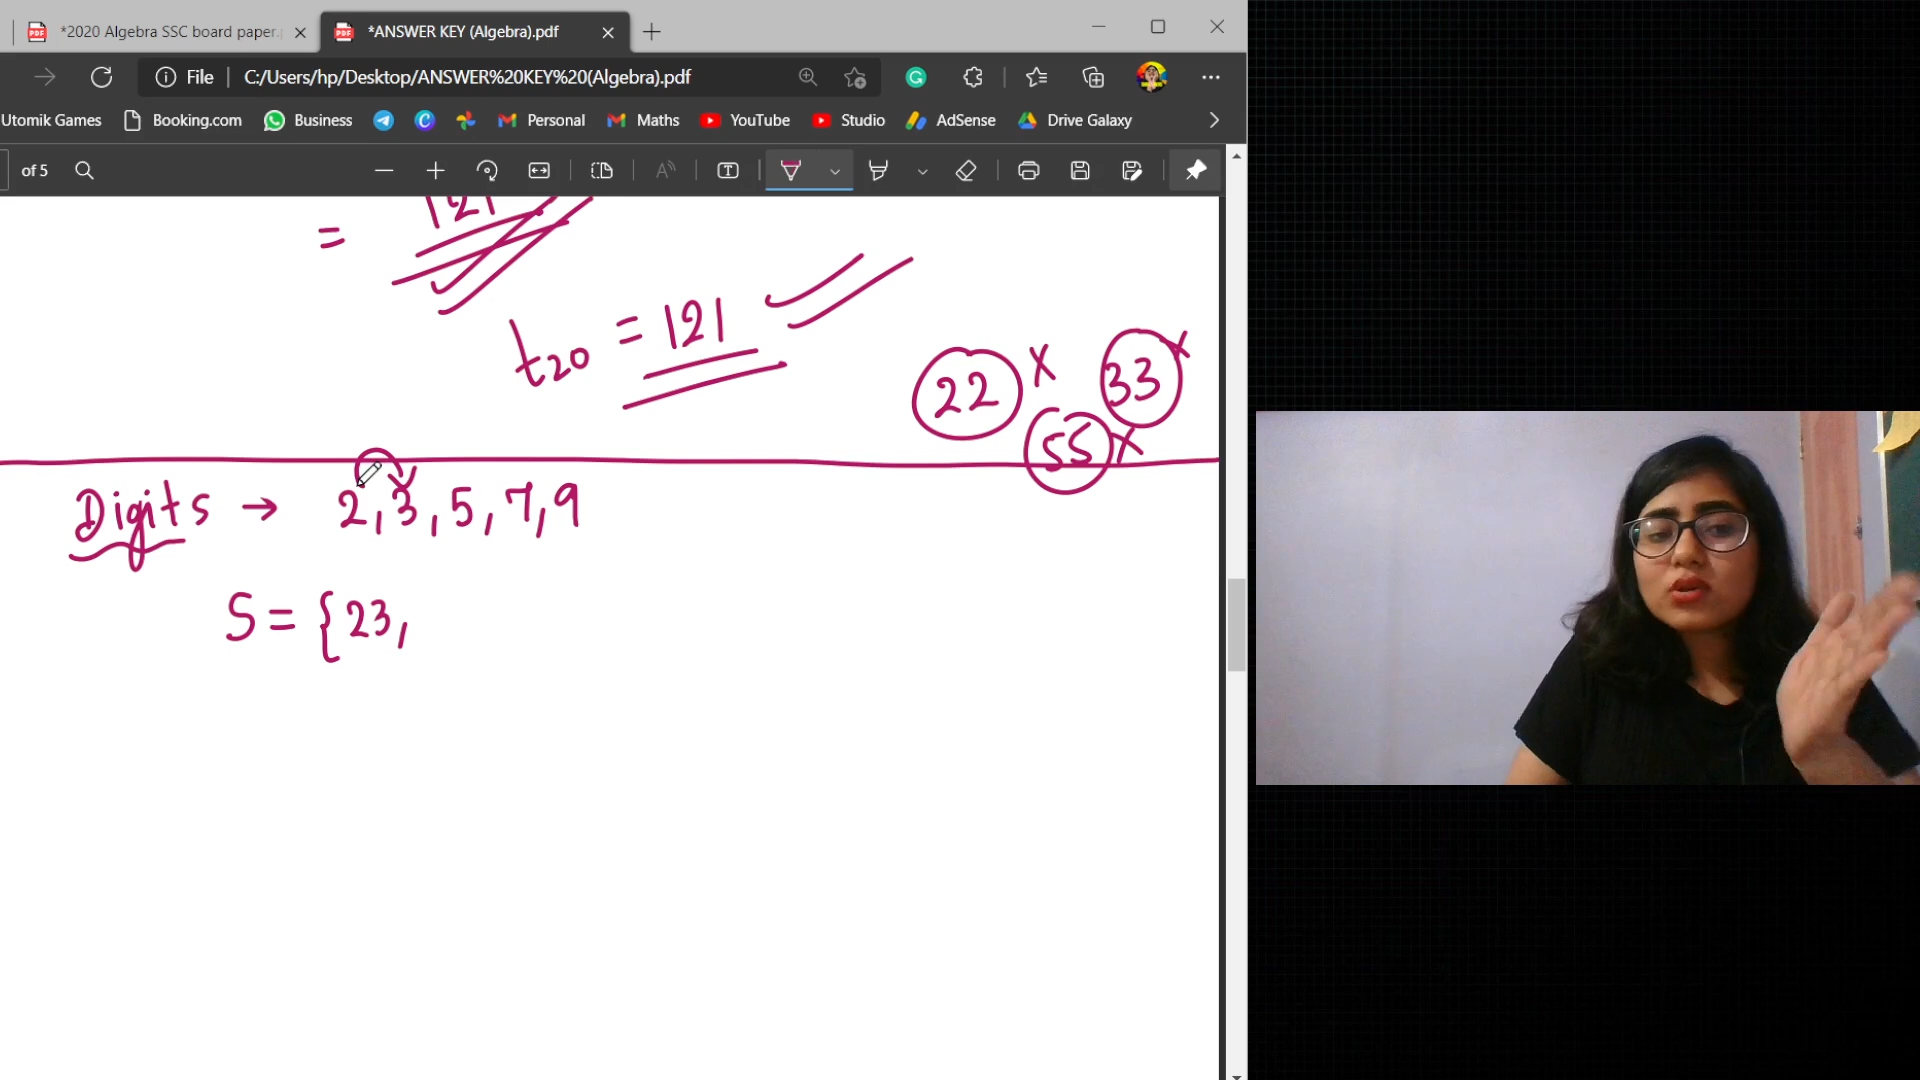 *2020 Algebra SSC board paper.
*ANSWER KEY (Algebra).pdf
File
C:/Users/hp/Desktop/ANSWER%20KEY%20(Algebra).pdf
Utomik Games
Booking.com
Business
Personal
Maths
YouTube
Studio
AdSense
Drive Galaxy
of 5
= 121
t20 = 121
22 X
33 X
55 X
Digits → 2, 3, 5, 7, 9
S = { 23,